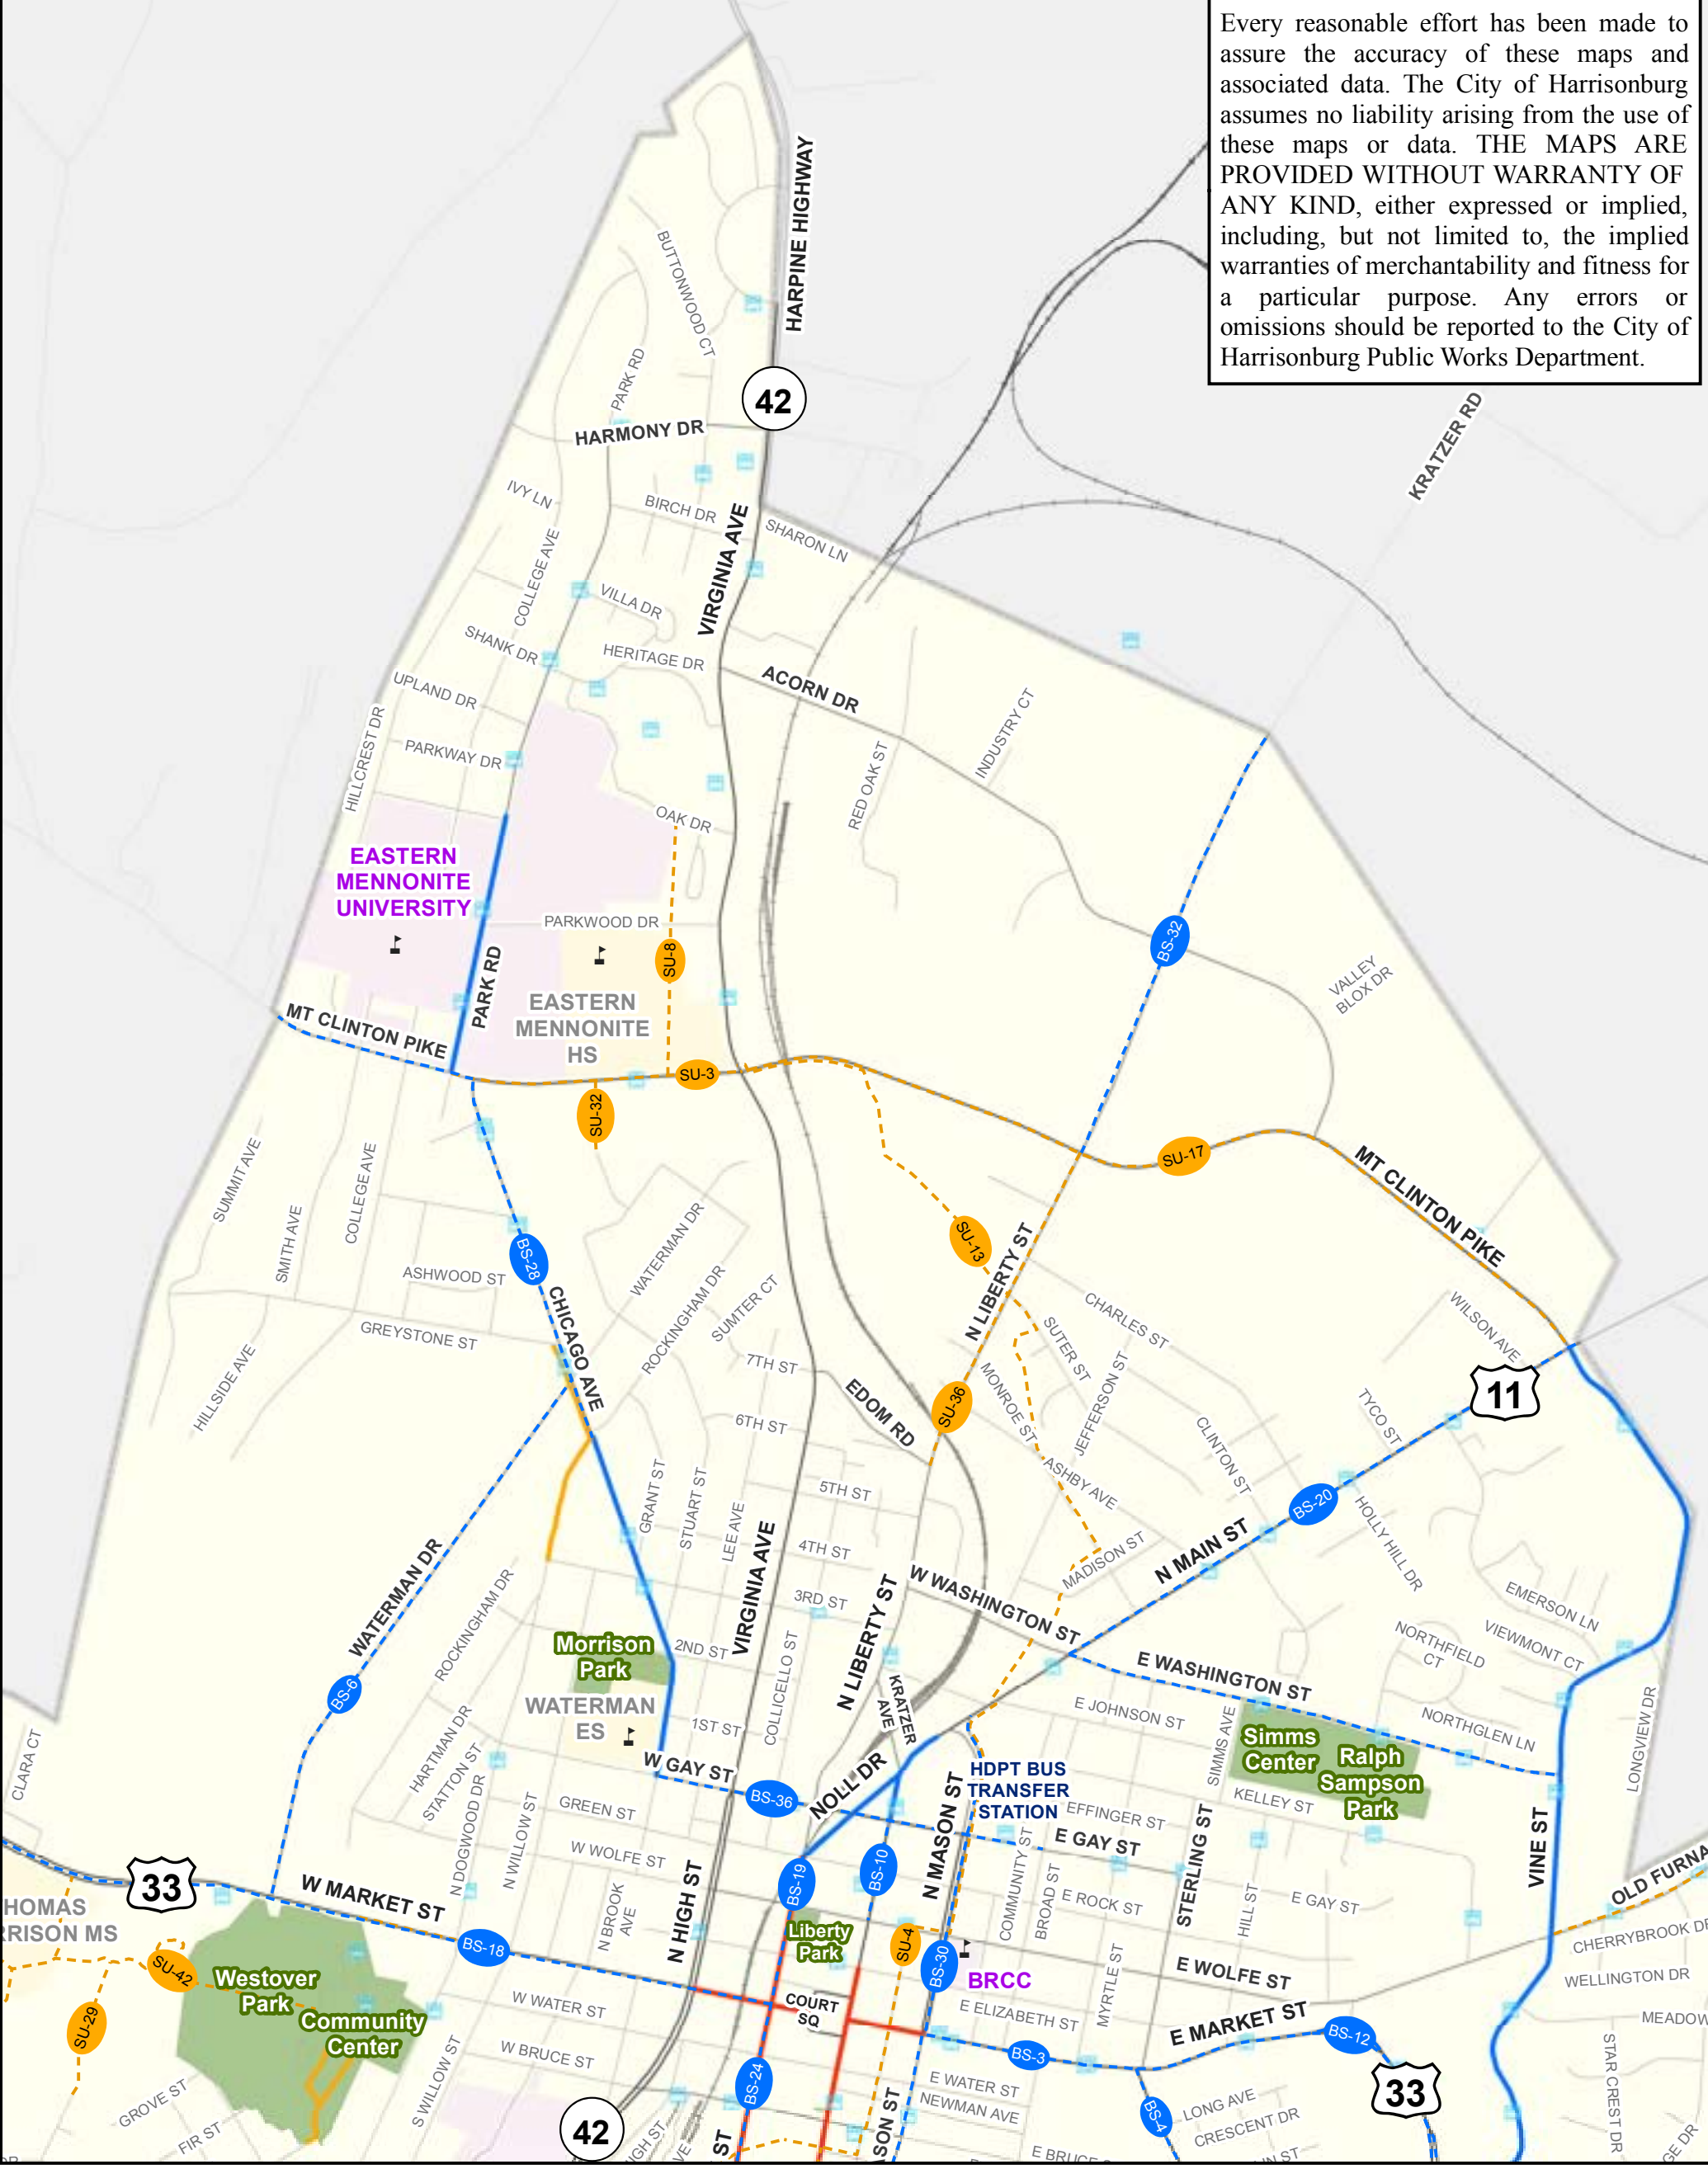 Every reasonable effort has been made to
assure the accuracy of these maps and
associated data. The City of Harrisonburg
assumes no liability arising from the use of
these maps or data. THE MAPS ARE
PROVIDED WITHOUT WARRANTY OF
ANY KIND, either expressed or implied,
including, but not limited to, the implied
warranties of merchantability and fitness for
a particular purpose. Any errors or
omissions should be reported to the City of
Harrisonburg Public Works Department.
HARPINE HIGHWAY
BUTTONWOOD CT
PARK RD
42
HARMONY DR
KRATZER RD
IVY LN
BIRCH DR
VIRGINIA AVE
SHARON LN
COLLEGE AVE
VILLA DR
SHANK DR
HERITAGE DR
ACORN DR
UPLAND DR
INDUSTRY CT
HILLCREST DR
PARKWAY DR
RED OAK ST
OAK DR
EASTERN
MENNONITE
UNIVERSITY
PARKWOOD DR
BS-32
SU-8
VALLEY
BLOX DR
PARK RD
EASTERN
MENNONITE
HS
MT CLINTON PIKE
SU-3
SU-32
SU-17
MT CLINTON PIKE
SUMMIT AVE
COLLEGE AVE
SMITH AVE
WATERMAN DR
SU-13
N LIBERTY ST
BS-28
ASHWOOD ST
ROCKINGHAM DR
SUMTER CT
CHICAGO AVE
CHARLES ST
WILSON AVE
GREYSTONE ST
SUTER ST
HILLSIDE AVE
7TH ST
JEFFERSON ST
MONROE ST
EDOM RD
SU-36
11
TYCO ST
6TH ST
CLINTON ST
GRANT ST
STUART ST
5TH ST
ASHBY AVE
BS-20
LEE AVE
HOLLY HILL DR
VIRGINIA AVE
4TH ST
MADISON ST
N MAIN ST
WATERMAN DR
ROCKINGHAM DR
3RD ST
N LIBERTY ST
W WASHINGTON ST
EMERSON LN
Morrison
Park
2ND ST
NORTHFIELD
CT
VIEWMONT CT
E WASHINGTON ST
BS-6
COLLICELLO ST
KRATZER
AVE
WATERMAN
ES
1ST ST
E JOHNSON ST
SIMMS AVE
NORTHGLEN LN
LONGVIEW DR
CLARA CT
HARTMAN DR
STATTON ST
W GAY ST
NOLL DR
Simms
Center
Ralph
Sampson
Park
HDPT BUS
TRANSFER
STATION
BS-36
N DOGWOOD DR
N WILLOW ST
GREEN ST
N MASON ST
EFFINGER ST
KELLEY ST
E GAY ST
STERLING ST
VINE ST
W WOLFE ST
BS-19
BS-10
COMMUNITY ST
BROAD ST
E ROCK ST
HILL ST
E GAY ST
OLD FURNA
33
W MARKET ST
N BROOK
AVE
N HIGH ST
HOMAS
RRISON MS
BS-18
Liberty
Park
SU-4
BS-30
CHERRYBROOK DR
SU-42
Westover
Park
BRCC
E WOLFE ST
WELLINGTON DR
MYRTLE ST
COURT
SQ
W WATER ST
Community
Center
E ELIZABETH ST
E MARKET ST
MEADOW
SU-29
BS-12
BS-3
W BRUCE ST
S WILLOW ST
BS-24
E WATER ST
STAR CREST DR
33
GROVE ST
NEWMAN AVE
BS-4
LONG AVE
CRESCENT DR
FIR ST
42
IGH ST
ST
ASON ST
E BRUCE